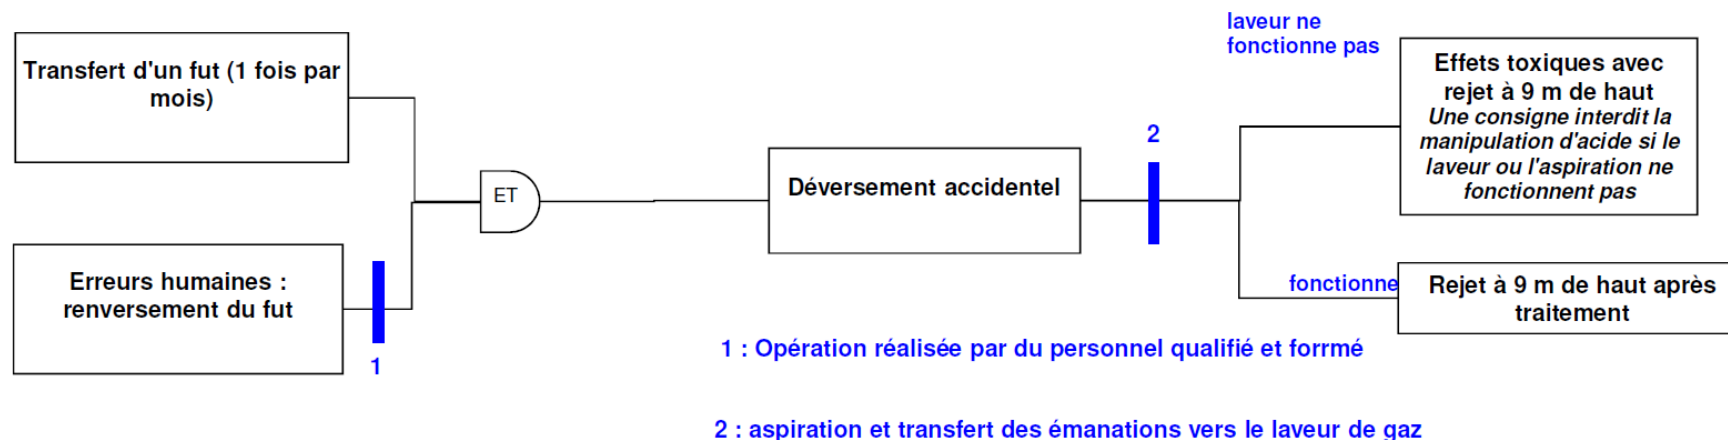 Transfert d'un fut (1 fois par
mois)
Erreurs humaines :
renversement du fut
1
ET
Déversement accidentel
2
laveur ne
fonctionne pas
Effets toxiques avec
rejet à 9 m de haut
Une consigne interdit la
manipulation d'acide si le
laveur ou l'aspiration ne
fonctionnent pas
fonctionne
Rejet à 9 m de haut après
traitement
1 : Opération réalisée par du personnel qualifié et forrmé
2 : aspiration et transfert des émanations vers le laveur de gaz